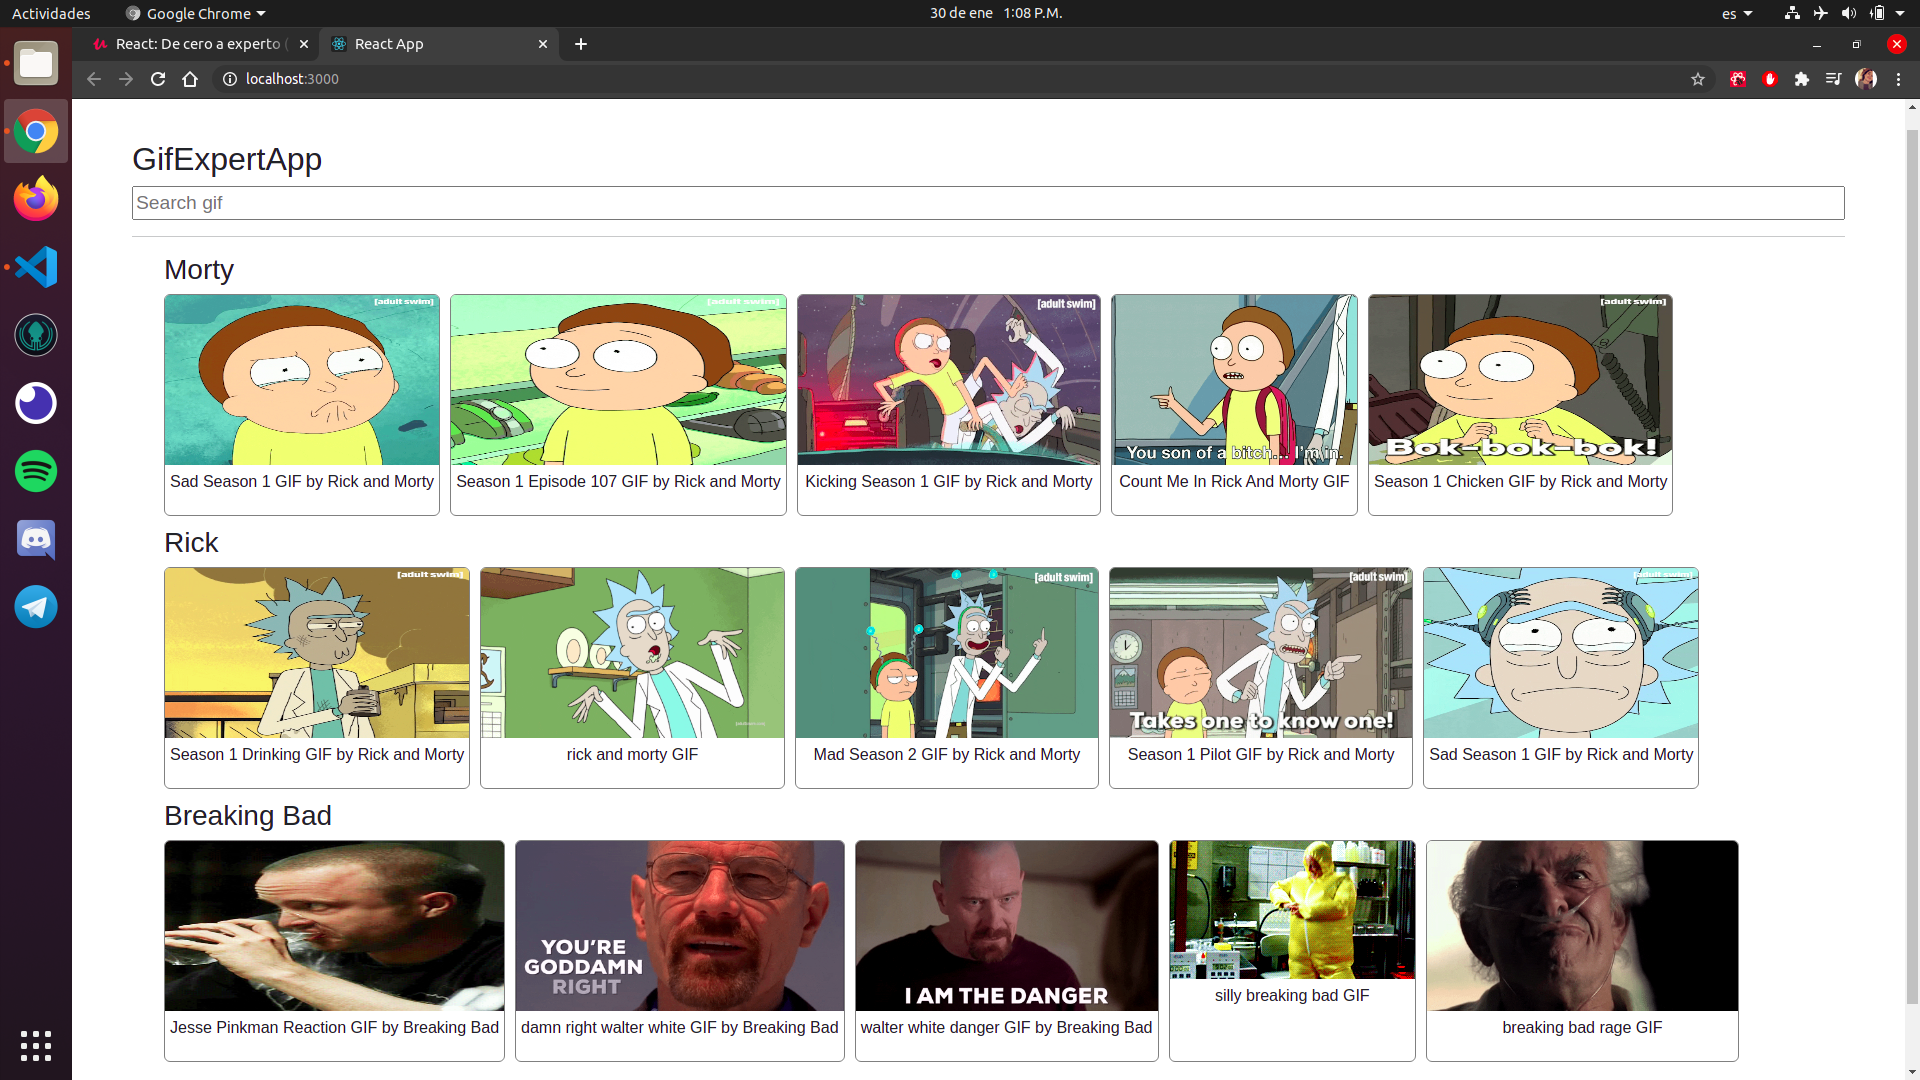 Actividades
Google Chrome
30 de ene 1:08 P.M.
es
React: De cero a experto (
React App
localhost:3000
GifExpertApp
Search gif
Morty
[adult swim]
[adult swim]
[adult swim]
You son of a bitch... I'm in.
[adult swim]
Bok-bok-bok!
Sad Season 1 GIF by Rick and Morty
Season 1 Episode 107 GIF by Rick and Morty
Kicking Season 1 GIF by Rick and Morty
Count Me In Rick And Morty GIF
Season 1 Chicken GIF by Rick and Morty
Rick
[adult swim]
[adult swim]
[adult swim]
Takes one to know one!
[adult swim]
Season 1 Drinking GIF by Rick and Morty
rick and morty GIF
Mad Season 2 GIF by Rick and Morty
Season 1 Pilot GIF by Rick and Morty
Sad Season 1 GIF by Rick and Morty
Breaking Bad
YOU'RE
GODDAMN
RIGHT
I AM THE DANGER
Jesse Pinkman Reaction GIF by Breaking Bad
damn right walter white GIF by Breaking Bad
walter white danger GIF by Breaking Bad
silly breaking bad GIF
breaking bad rage GIF